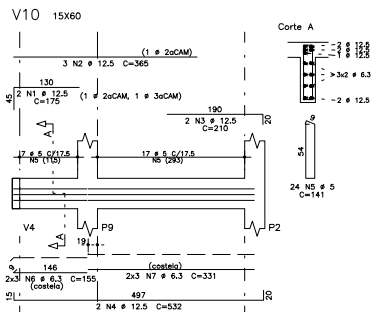 V10 15X60
Corte A
(1 ø 2aCAM)
3 N2 ø 12.5 C=365
2 ø 12.5
2 ø 12.5
1 ø 12.5
3x2 ø 6.3
2 ø 12.5
130
45
2 N1 ø 12.5
C=175
(1 ø 2aCAM, 1 ø 3aCAM)
190
2 N3 ø 12.5
C=210
20
A
7 ø 5 C/17.5
N5 (115)
17 ø 5 C/17.5
N5 (293)
9
54
24 N5 ø 5
C=141
V4
P9
P2
A
19
146
9
2x3 N6 ø 6.3 C=155
(costela)
(costela)
2x3 N7 ø 6.3 C=331
15
497
20
2 N4 ø 12.5 C=532